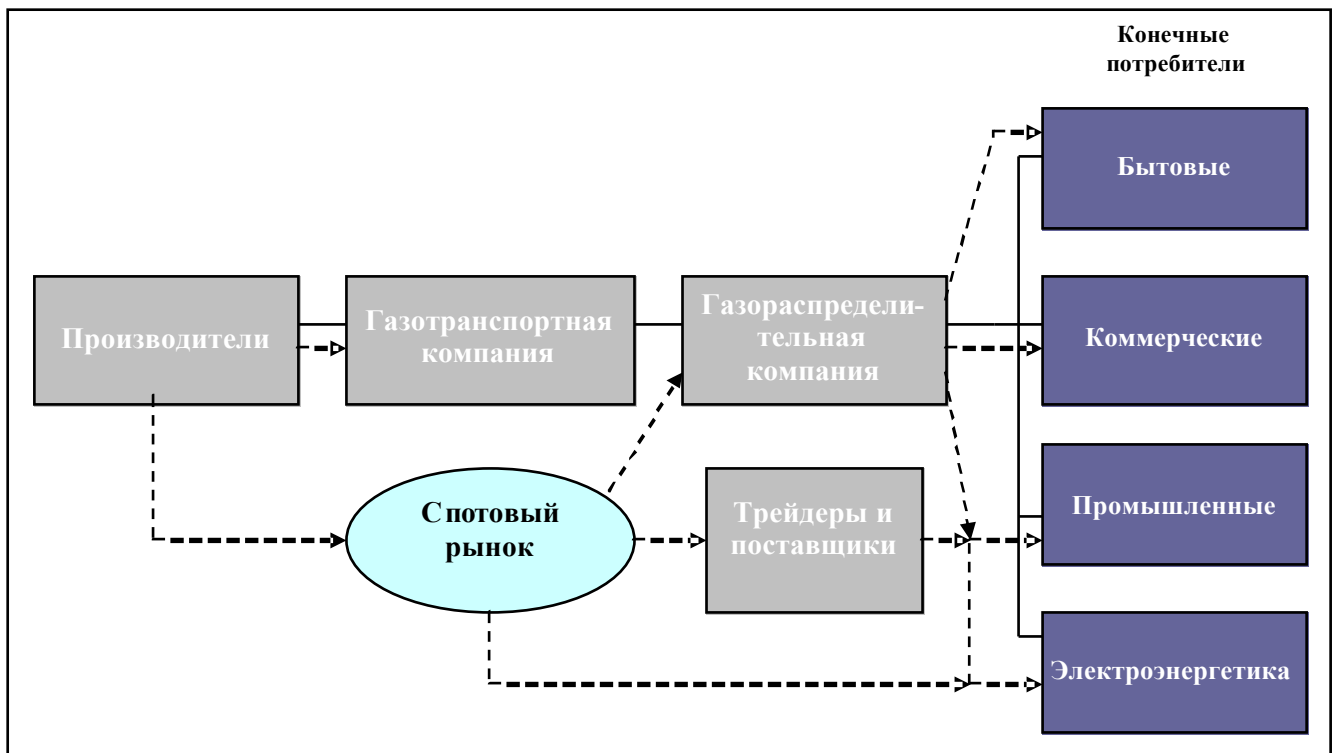 Конечные
потребители
Бытовые
Производители
Газотранспортная
компания
Газораспредели-
тельная
компания
Коммерческие
Спотовый
рынок
Трейдеры и
поставщики
Промышленные
Электроэнергетика